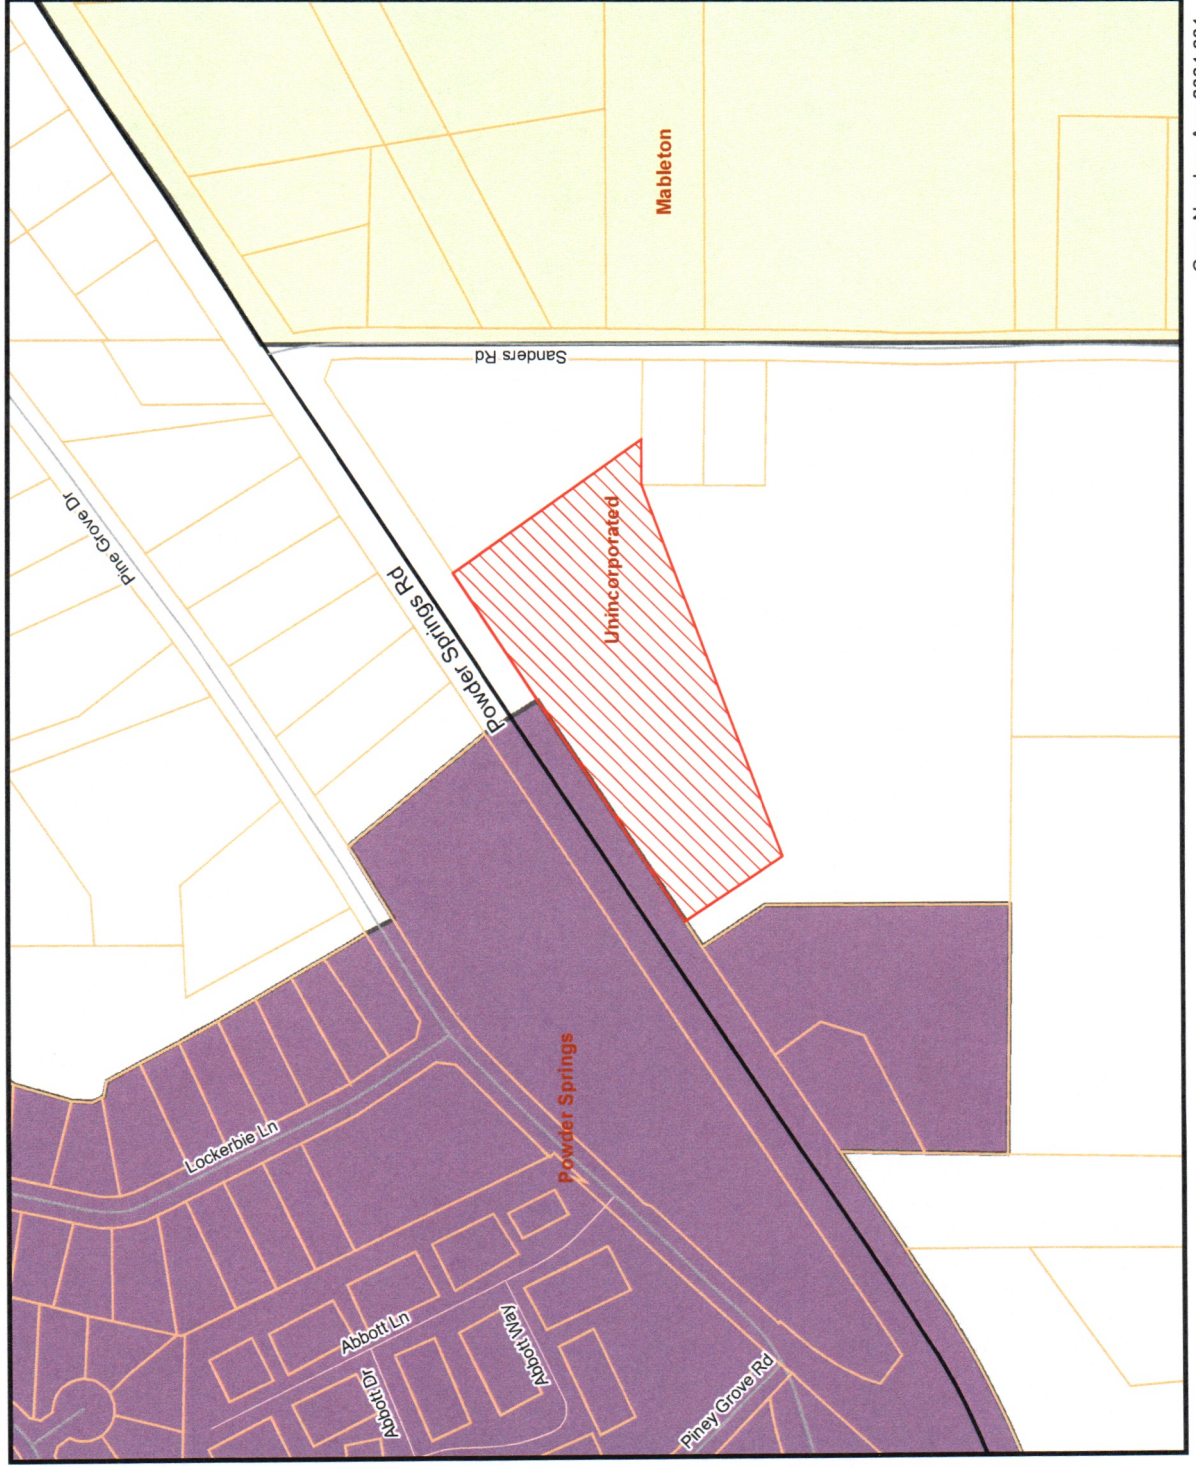 Mableton
Sanders Rd
Pine Grove Dr
Powder Springs Rd
Unincorporated
Powder Springs
Lockerbie Ln
Abbott Ln
Abbott Way
Abbott Dr
Piney Grove Rd